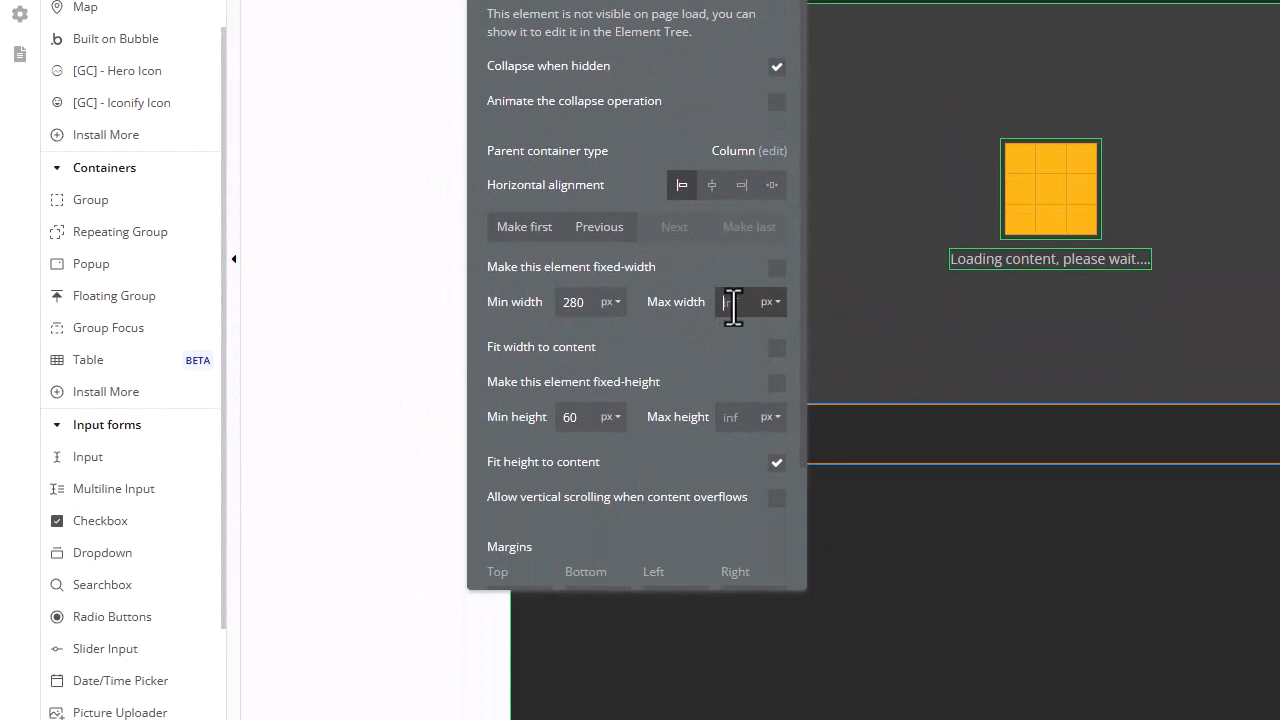 Map
Built on Bubble
[GC] - Hero Icon
[GC] - Iconify Icon
Install More
Containers
Group
Repeating Group
Popup
Floating Group
Group Focus
Table BETA
Install More
Input forms
Input
Multiline Input
Checkbox
Dropdown
Searchbox
Radio Buttons
Slider Input
Date/Time Picker
Picture Uploader
This element is not visible on page load, you can
show it to edit it in the Element Tree.
Collapse when hidden
Animate the collapse operation
Parent container type Column (edit)
Horizontal alignment
Make first Previous Next Make last
Make this element fixed-width
Min width 280 px Max width px
Fit width to content
Make this element fixed-height
Min height 60 px Max height inf px
Fit height to content
Allow vertical scrolling when content overflows
Margins
Top Bottom Left Right
Loading content, please wait....